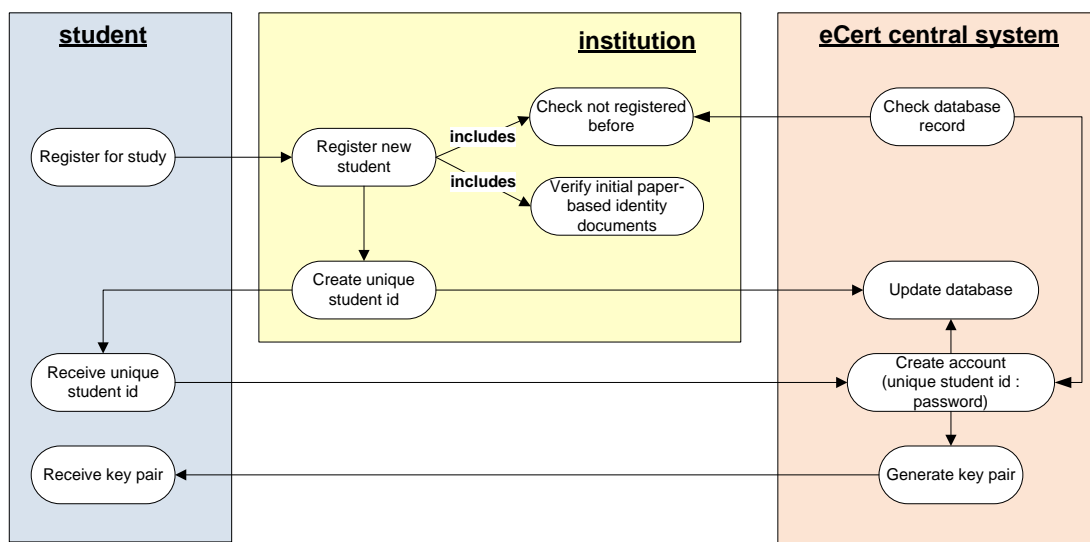 student
institution
eCert central system
Check not registered
before
Check database
record
includes
Register for study
Register new
student
includes
Verify initial paper-
based identity
documents
Create unique
student id
Update database
Receive unique
student id
Create account
(unique student id :
password)
Receive key pair
Generate key pair